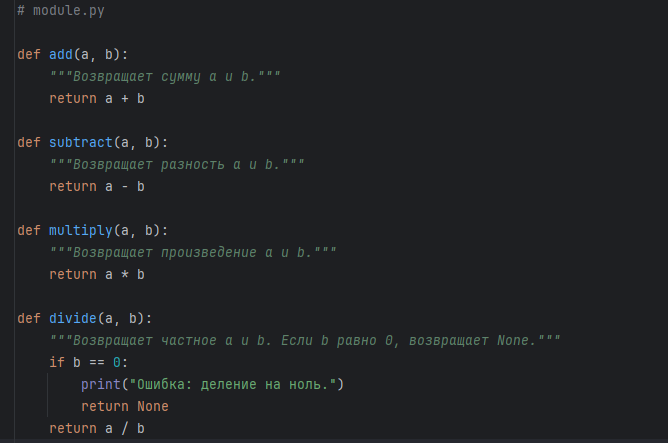 # module.py
def add(a, b):
"""Возвращает сумму a и b."""
return a + b
def subtract(a, b):
"""Возвращает разность a и b."""
return a - b
def multiply(a, b):
"""Возвращает произведение a и b."""
return a * b
def divide(a, b):
"""Возвращает частное a и b. Если b равно 0, возвращает None."""
if b == 0:
print("Ошибка: деление на ноль.")
return None
return a / b